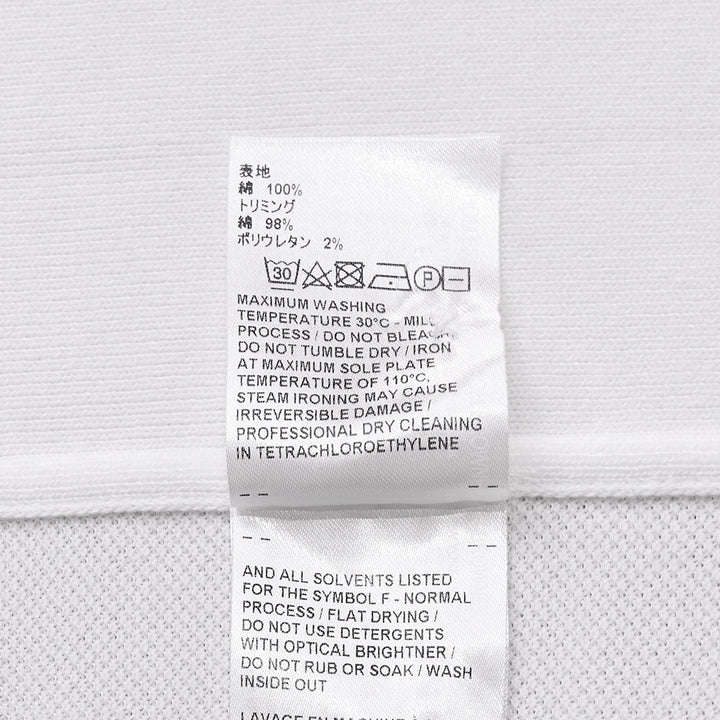 表地
綿 100%
トリミング
綿 98%
ポリウレタン 2%
30 P
MAXIMUM WASHING
TEMPERATURE 30°C - MILD
PROCESS / DO NOT BLEACH
DO NOT TUMBLE DRY / IRON
AT MAXIMUM SOLE PLATE
TEMPERATURE OF 110°C,
STEAM IRONING MAY CAUSE
IRREVERSIBLE DAMAGE /
PROFESSIONAL DRY CLEANING
IN TETRACHLOROETHYLENE
AND ALL SOLVENTS LISTED
FOR THE SYMBOL F - NORMAL
PROCESS / FLAT DRYING /
DO NOT USE DETERGENTS
WITH OPTICAL BRIGHTNER /
DO NOT RUB OR SOAK / WASH
INSIDE OUT
LAVAGE EN MACHINE À